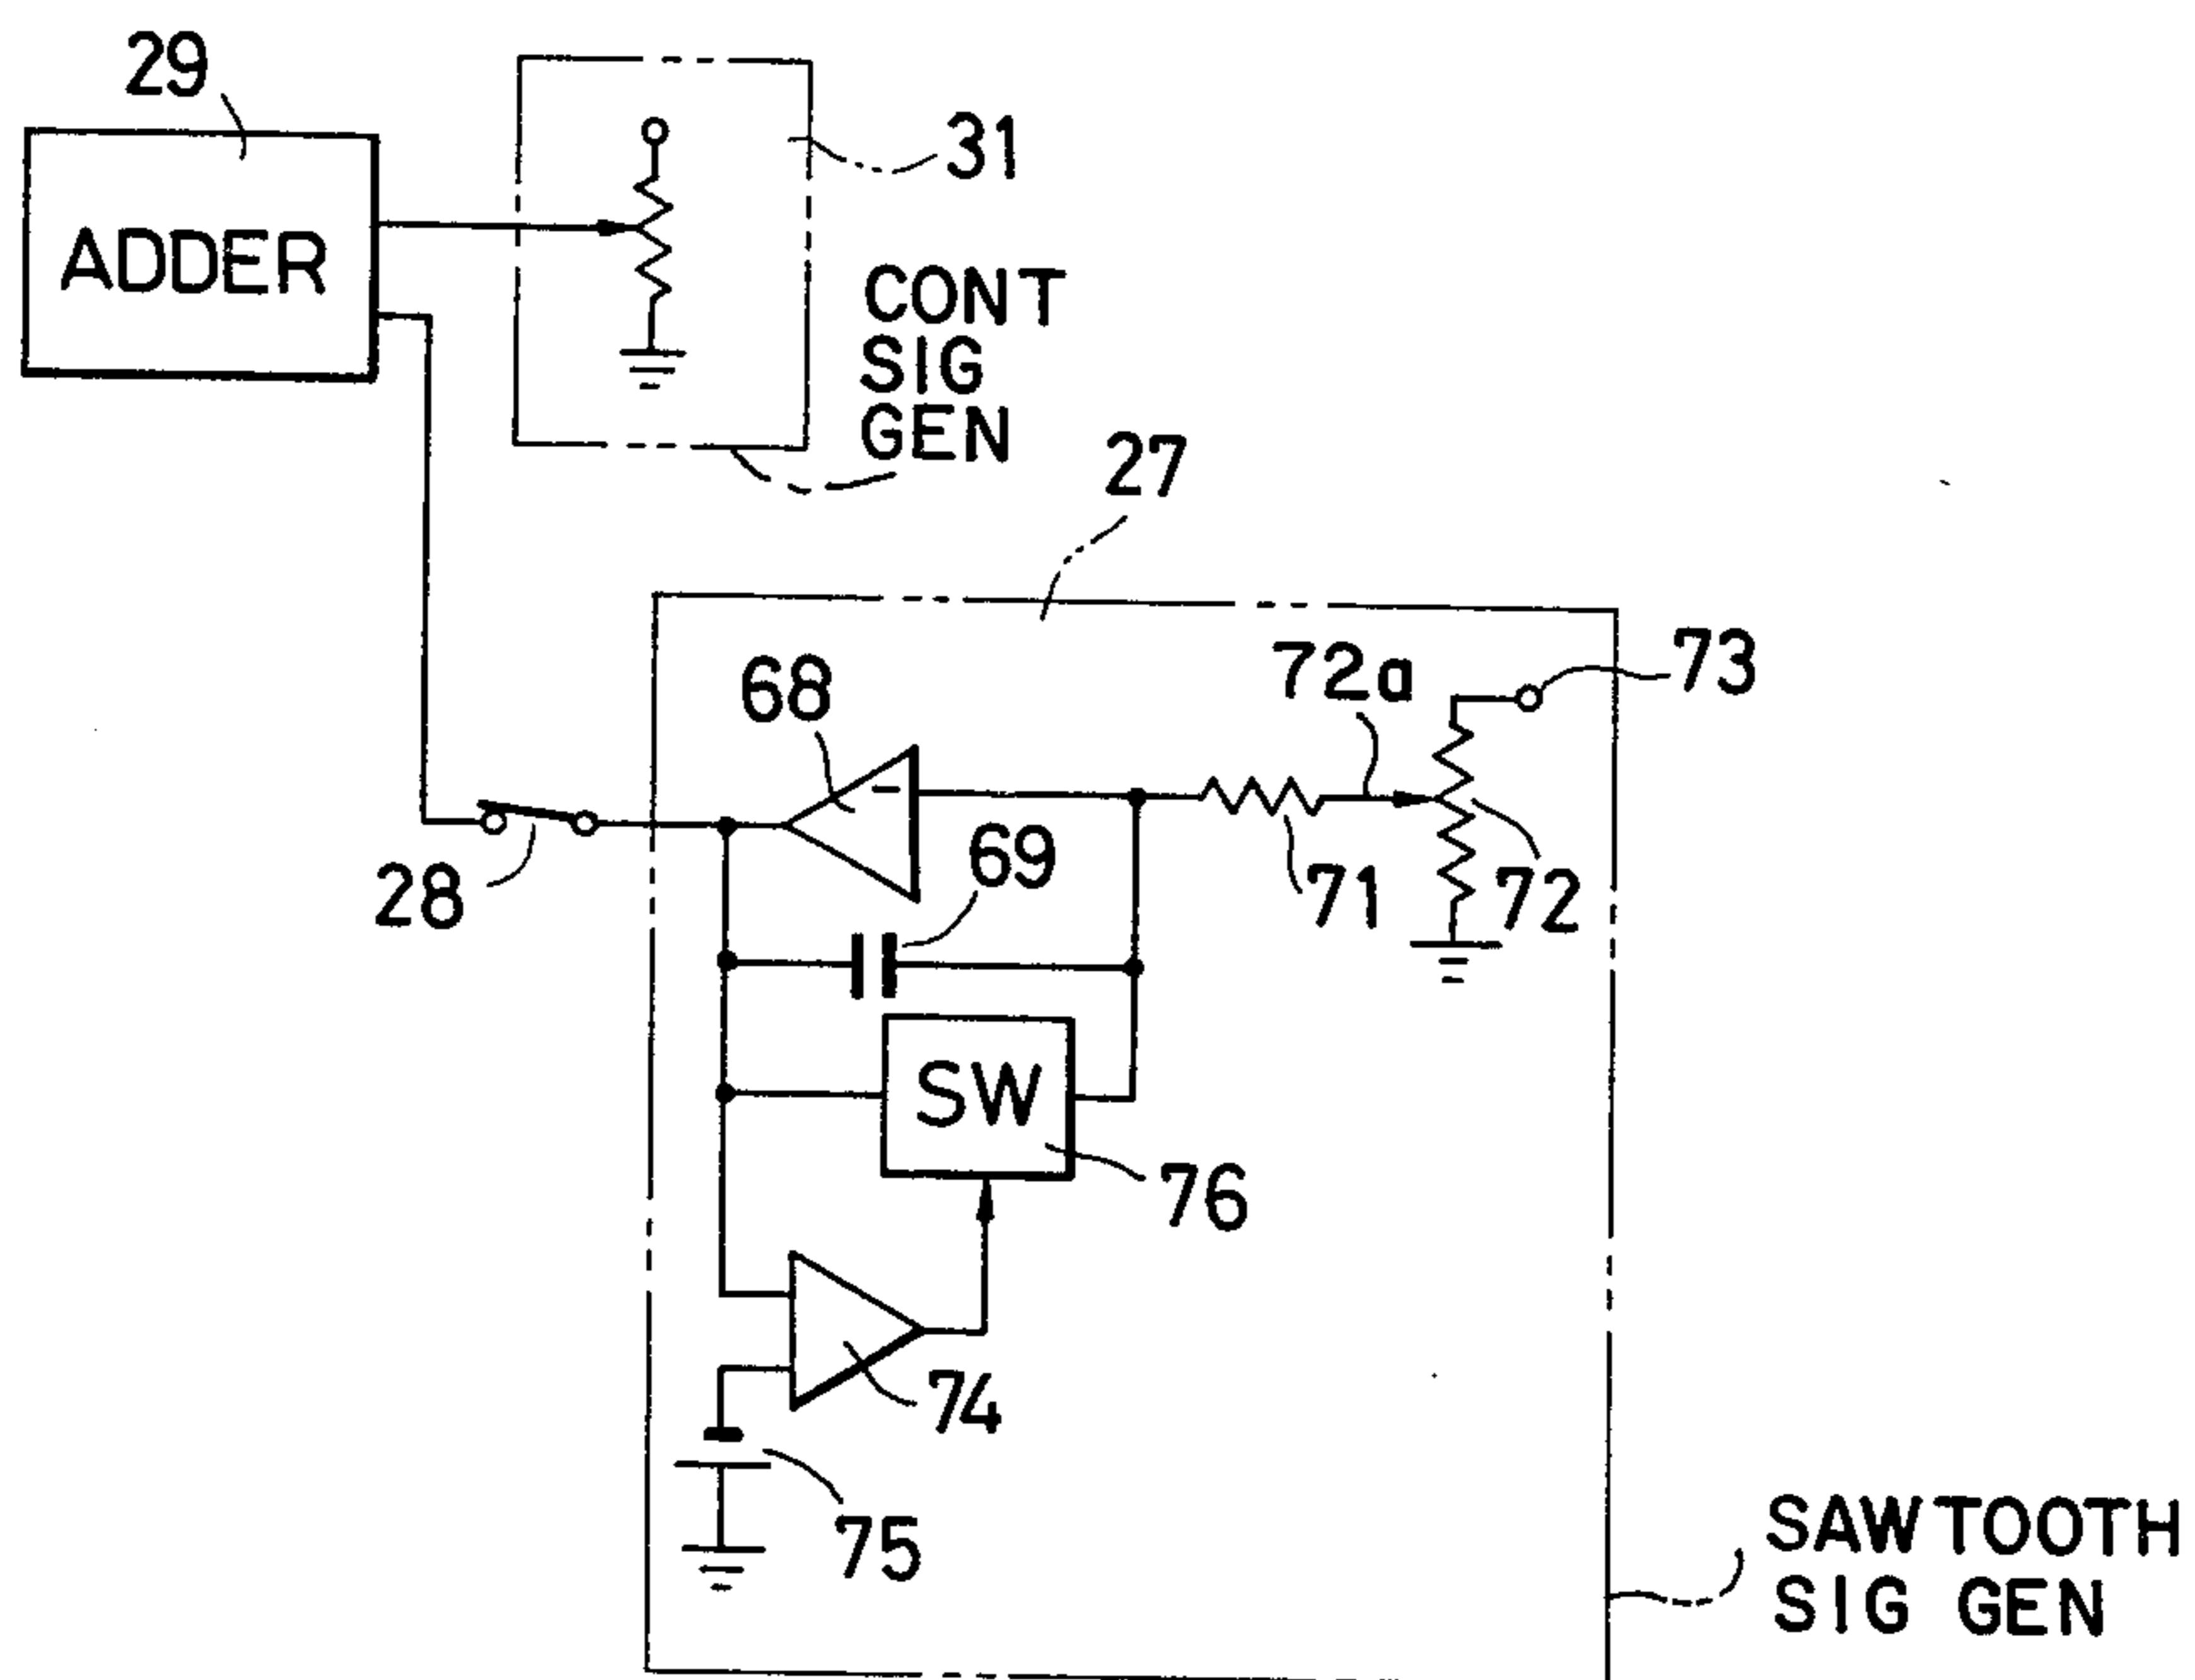 29
31
ADDER
CONT
SIG
GEN
27
73
72a
68
69
28
71
72
SW
76
74
75
SAWTOOTH
SIG GEN